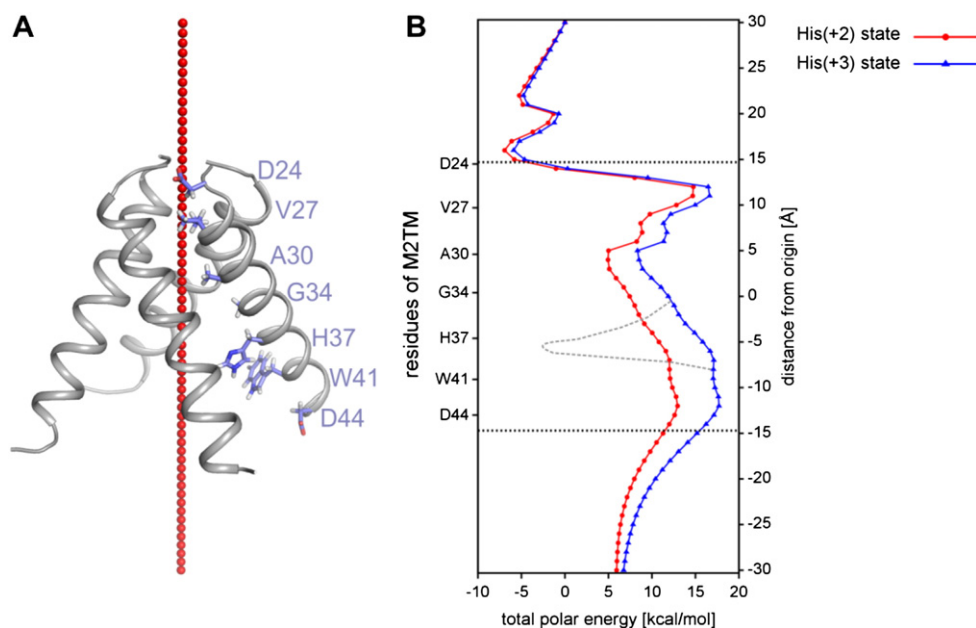 A
D24
V27
A30
G34
H37
W41
D44
B
His(+2) state
His(+3) state
residues of M2TM
D24
V27
A30
G34
H37
W41
D44
30
25
20
15
10
5
0
-5
-10
-15
-20
-25
-30
distance from origin [Å]
-10 -5 0 5 10 15 20
total polar energy [kcal/mol]